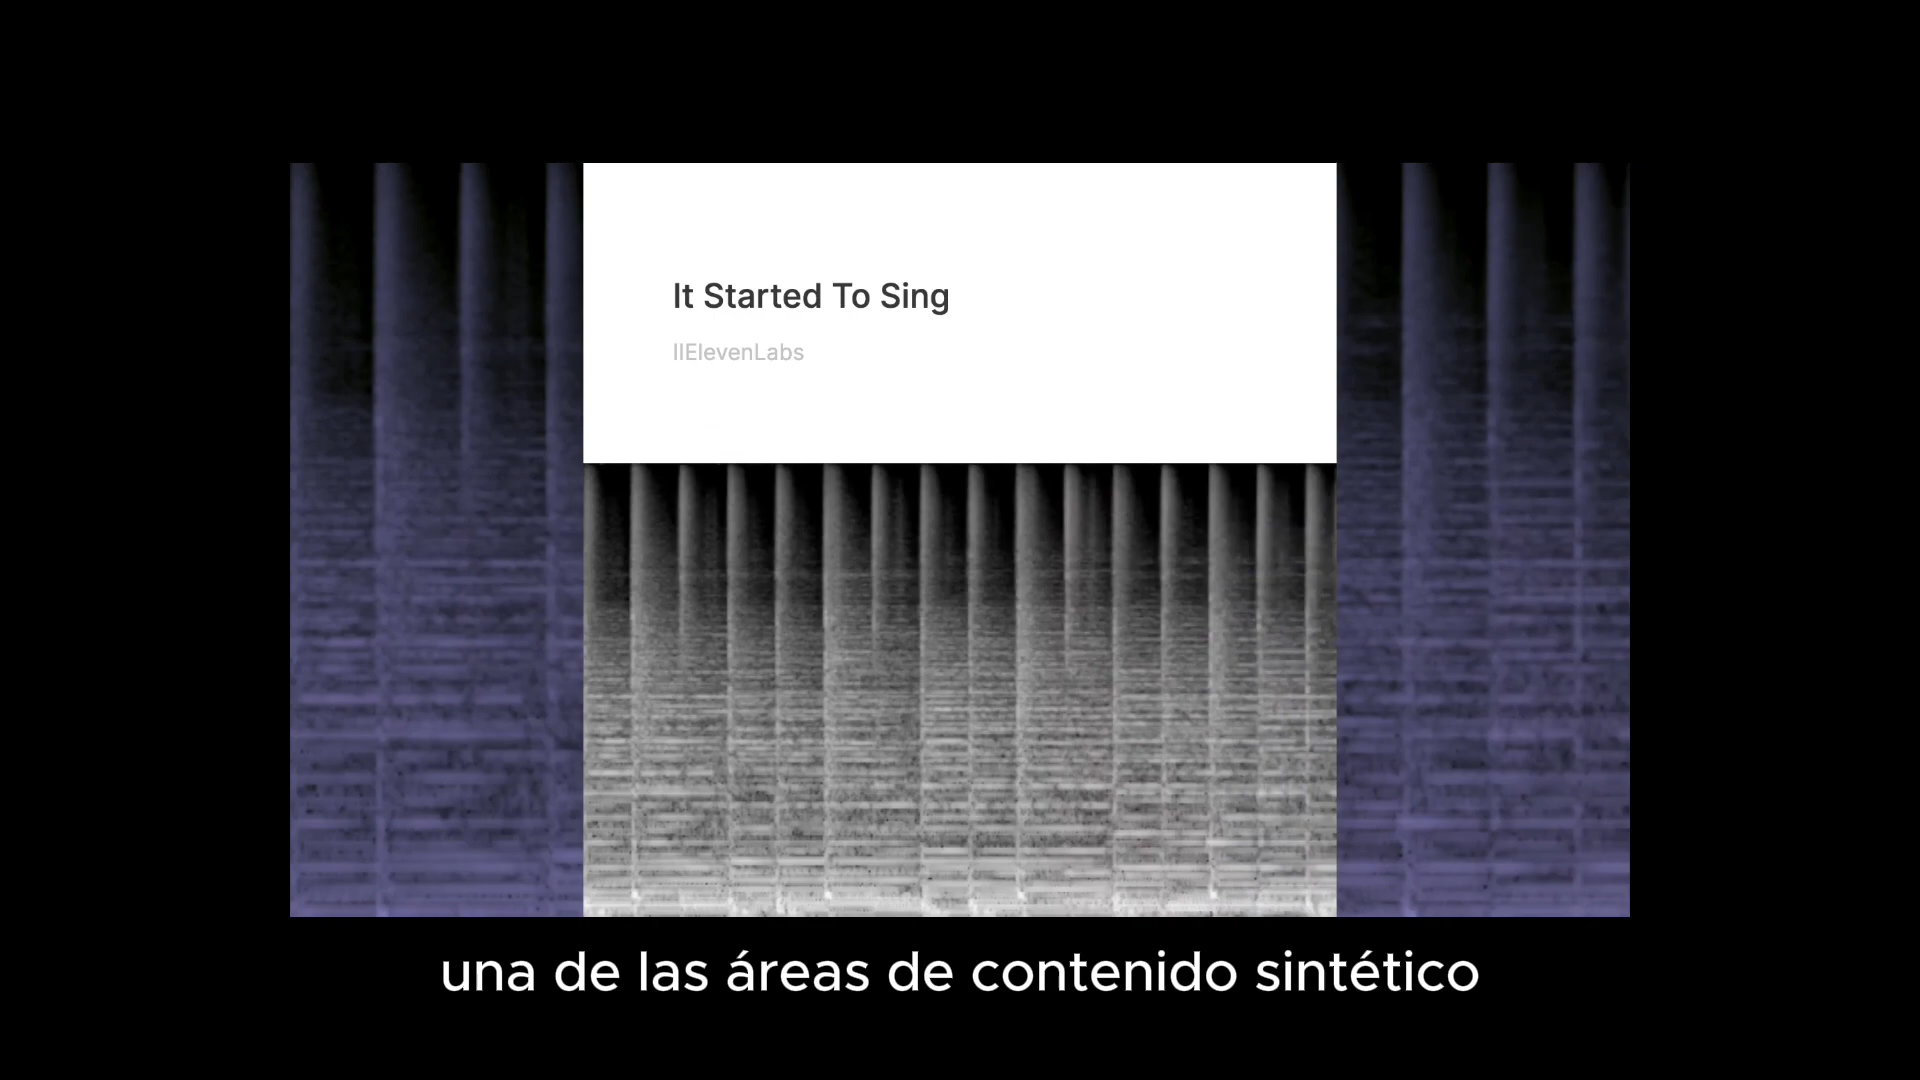 It Started To Sing
IIElevenLabs
una de las áreas de contenido sintético